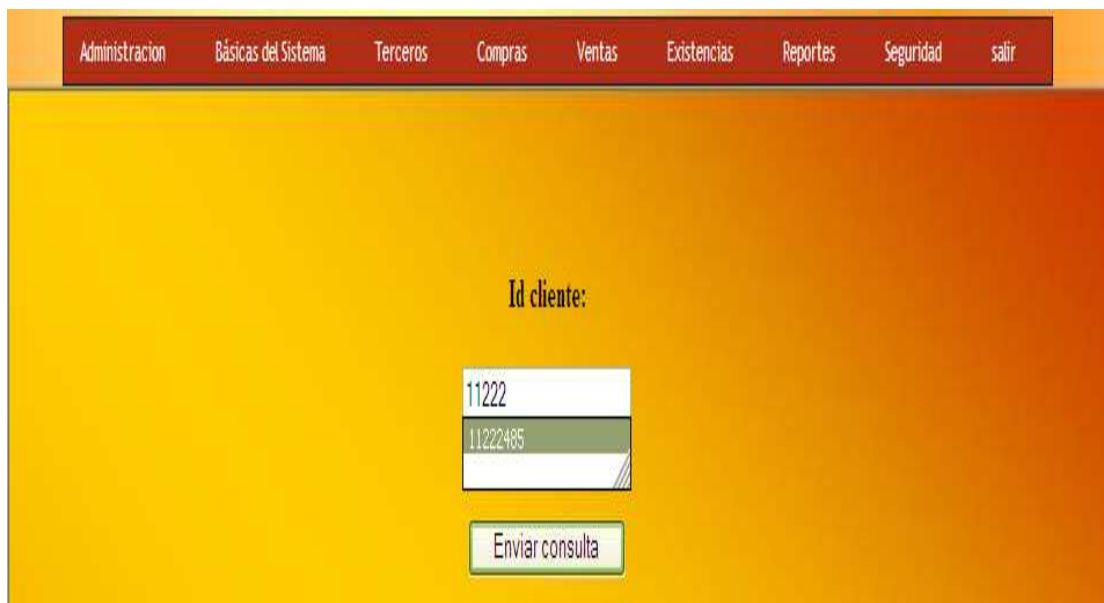 Administracion Básicas del Sistema Terceros Compras Ventas Existencias Reportes Seguridad salir
Id cliente:
11222
11222485
Enviar consulta